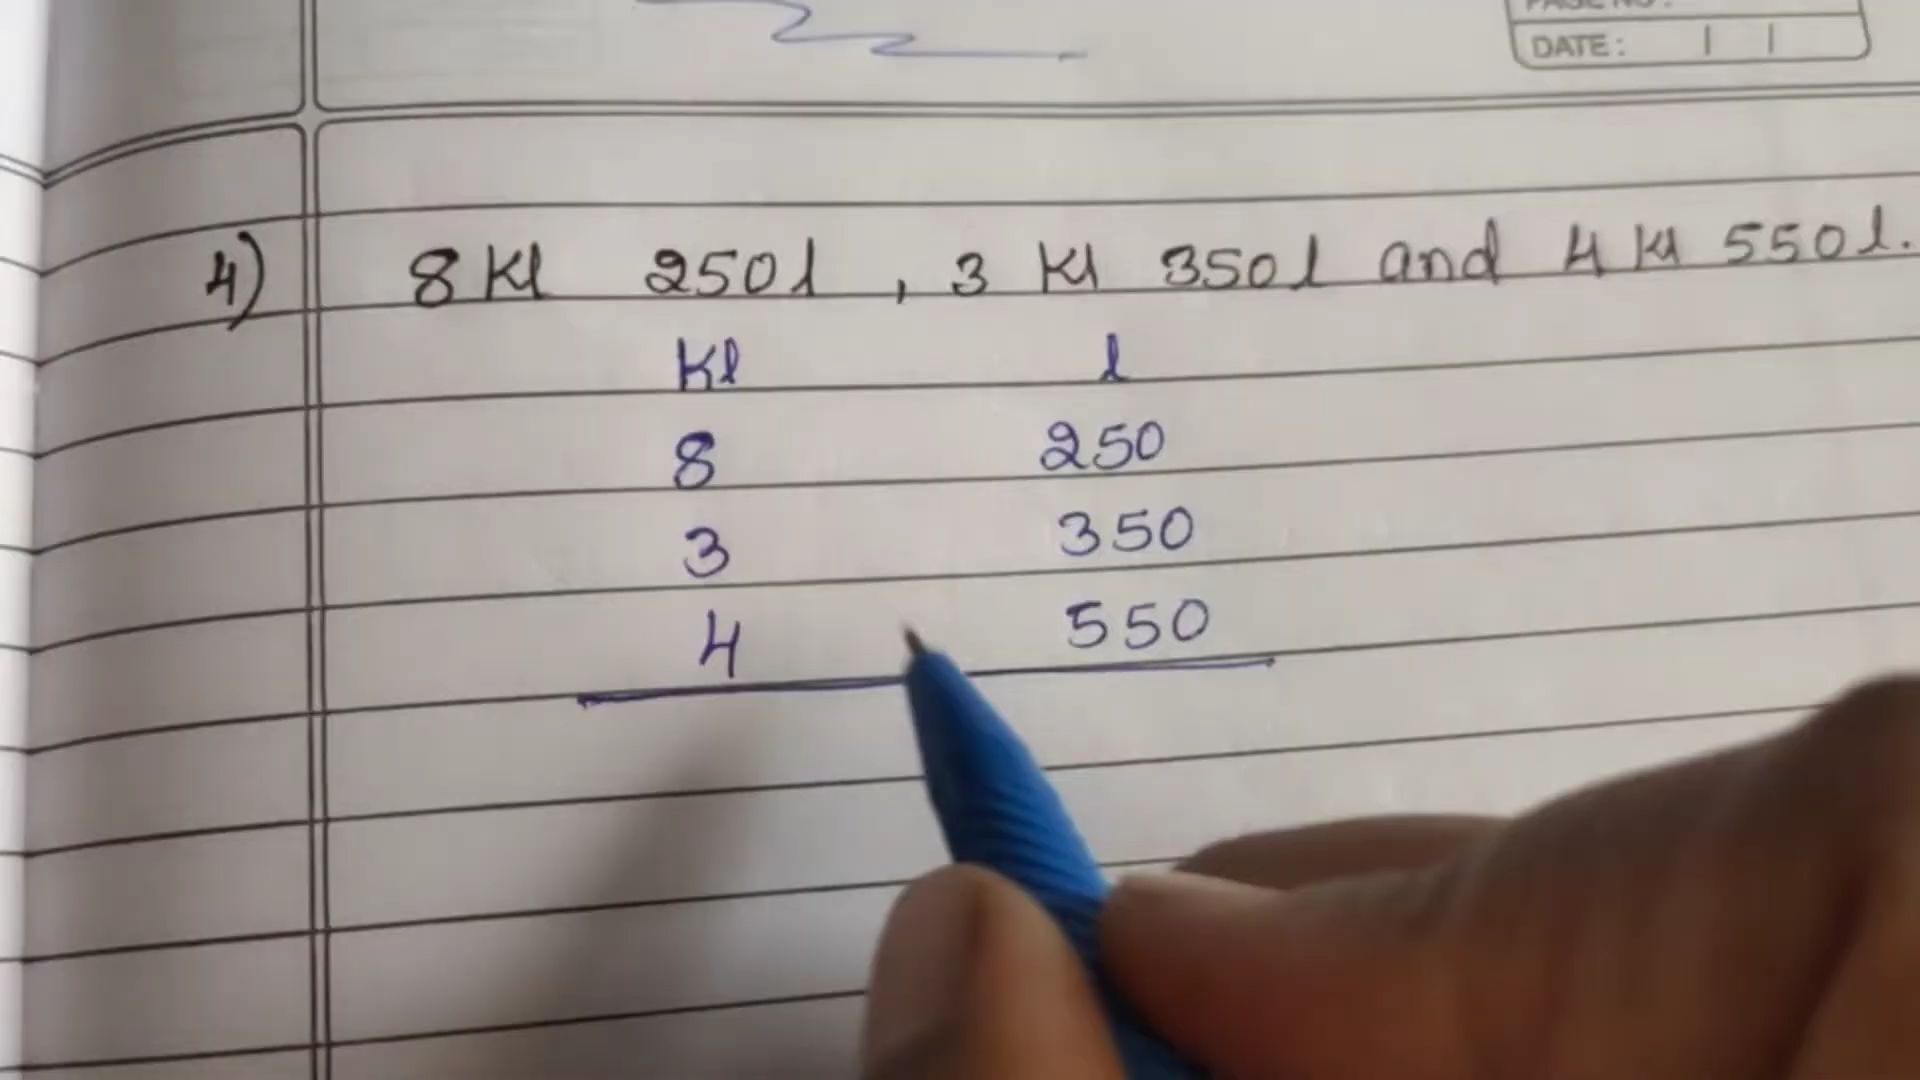 DATE:
4) 8 Kl 250 l , 3 Kl 350 l and 4 Kl 550 l.
Kl l
8 250
3 350
4 550